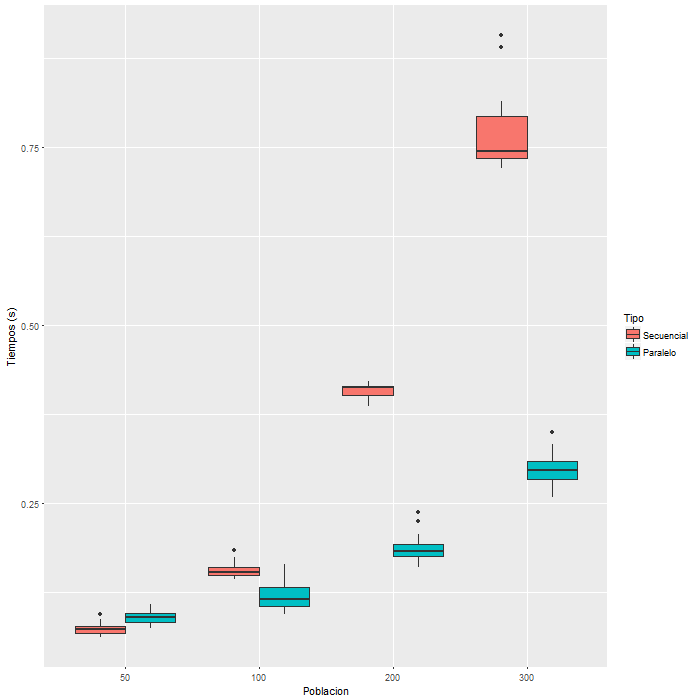 0.75
0.50
0.25
Tiempos (s)
50 100 200 300
Poblacion
Tipo
Secuencial
Paralelo